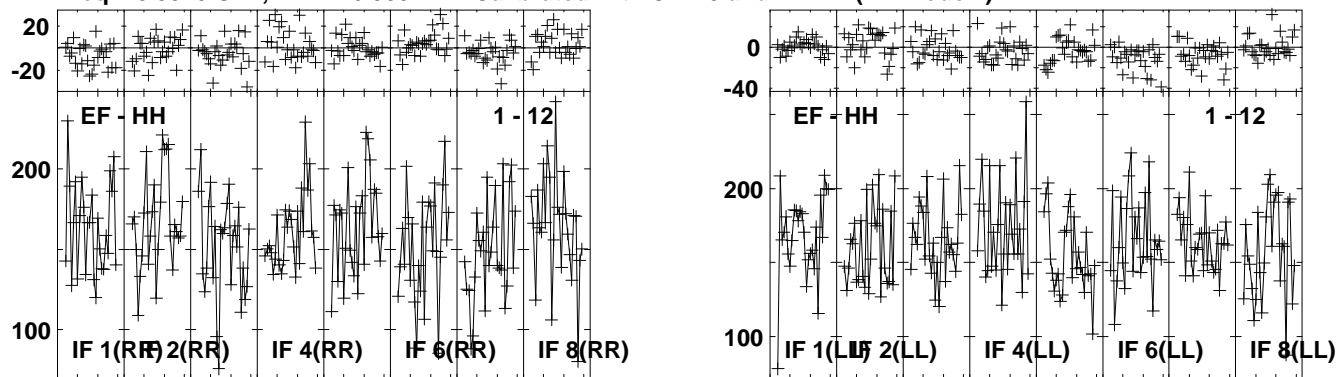 20
-20
EF - HH
1 - 12
200
100
IF 1(RR)
IF 2(RR)
IF 4(RR)
IF 6(RR)
IF 8(RR)
0
-40
EF - HH
1 - 12
200
100
IF 1(LL)
IF 2(LL)
IF 4(LL)
IF 6(LL)
IF 8(LL)